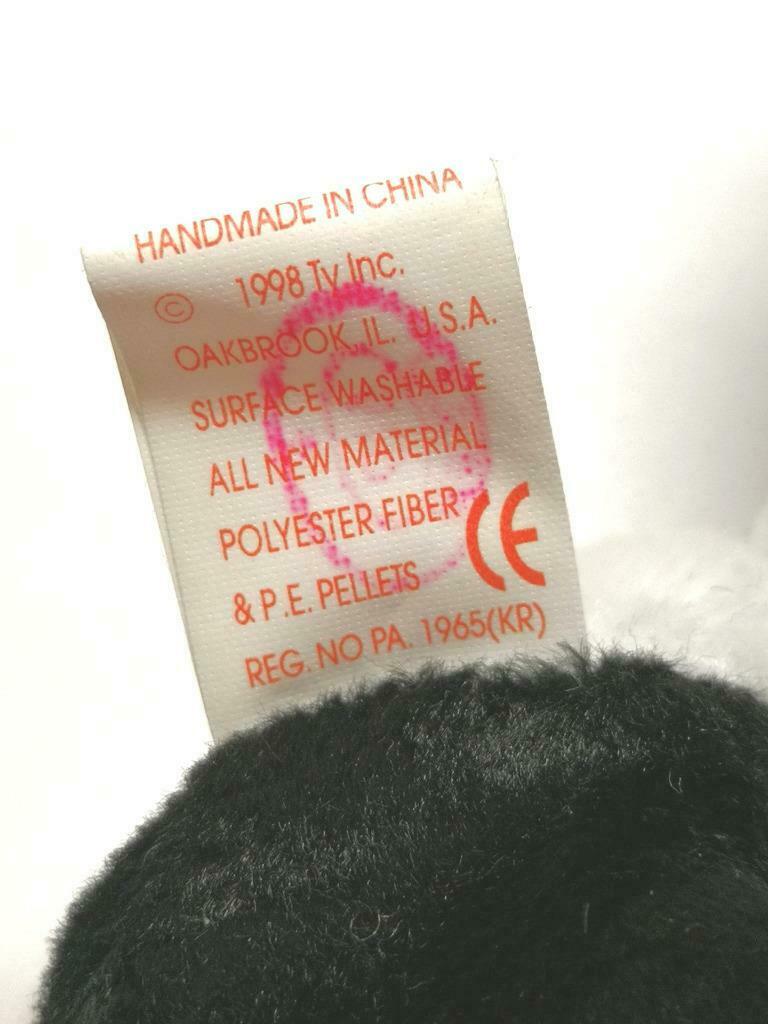 HANDMADE IN CHINA
© 1998 Ty Inc.
OAKBROOK, IL. U.S.A.
SURFACE WASHABLE
ALL NEW MATERIAL
POLYESTER FIBER
& P.E. PELLETS CE
REG. NO PA. 1965(KR)